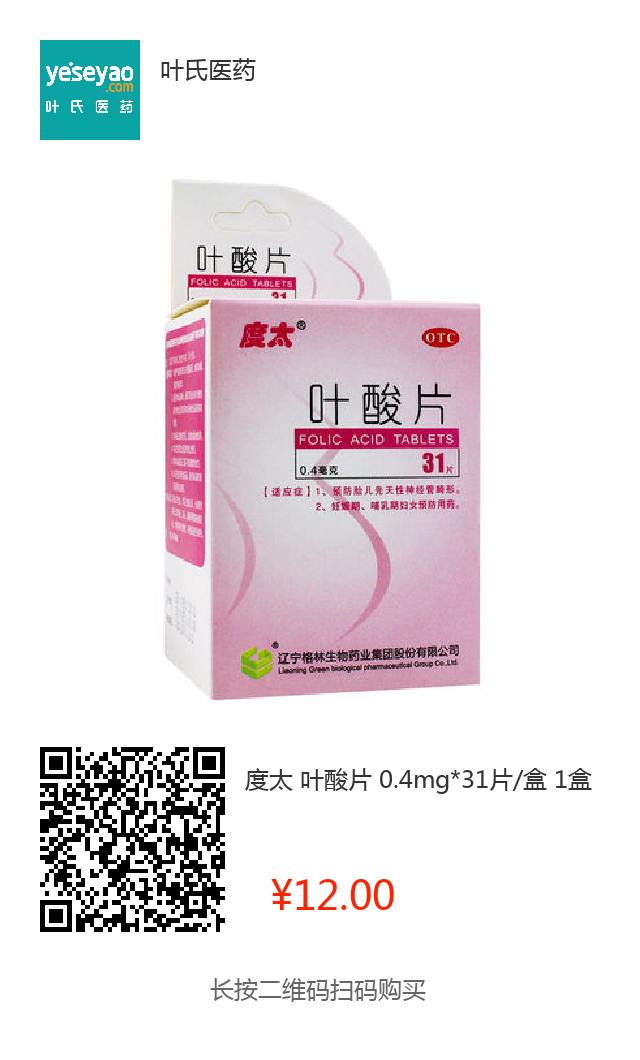 yeseyao
.com
叶氏医药
叶氏医药
叶酸片
FOLIC ACID TABLETS
31
度太®
OTC
叶酸片
FOLIC ACID TABLETS
0.4毫克
31片
【适应症】1、预防胎儿先天性神经管畸形。
2、妊娠期、哺乳期妇女预防用药。
®
辽宁格林生物药业集团股份有限公司
Liaoning Green biological pharmaceutical Group Co.,Ltd.
度太 叶酸片 0.4mg*31片/盒 1盒
¥12.00
长按二维码扫码购买